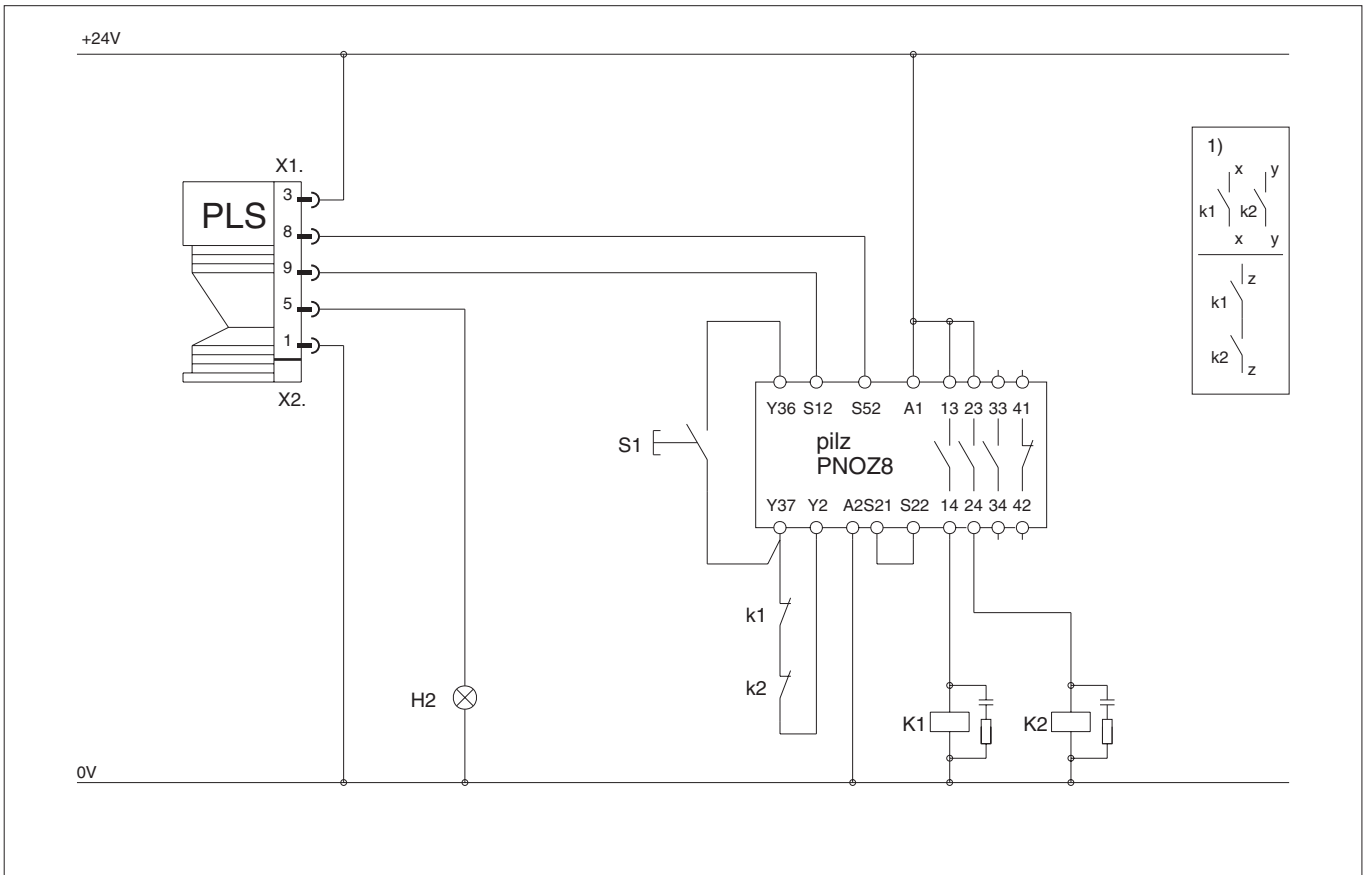 +24V
X1.
1)
3
x y
PLS
k1 k2
8
x y
9
z
5
k1
1
k2
z
X2.
Y36 S12 S52 A1 13 23 33 41
S1
pilz
PNOZ8
Y37 Y2 A2 S21 S22 14 24 34 42
k1
k2
H2
K1
K2
0V